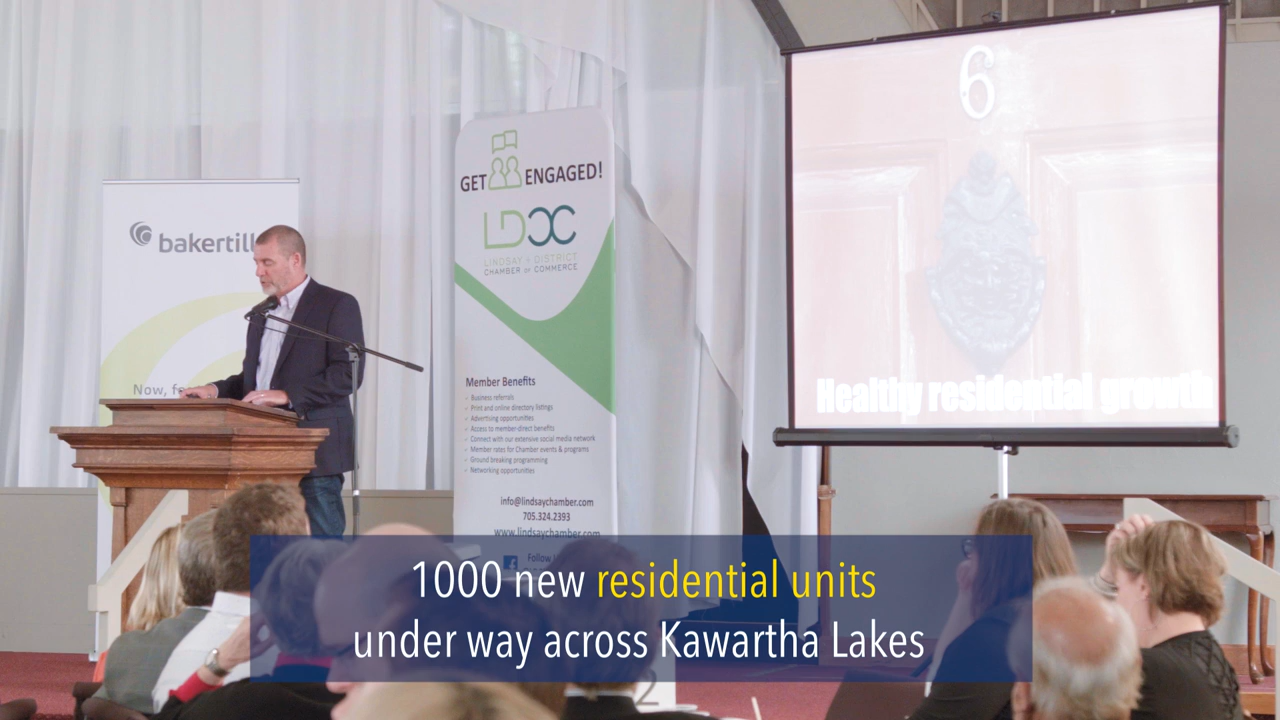 bakertill
Now, fo
GET ENGAGED!
LDCC
LINDSAY + DISTRICT
CHAMBER OF COMMERCE
Member Benefits
✓ Business referrals
✓ Print and online directory listings
✓ Advertising opportunities
✓ Access to member-direct benefits
✓ Connect with our extensive social media network
✓ Member rates for Chamber events & programs
✓ Ground breaking programming
✓ Networking opportunities
info@lindsaychamber.com
705.324.2393
www.lindsaychamber.com
Follow
6
Healthy residential growth
1000 new residential units
under way across Kawartha Lakes
2